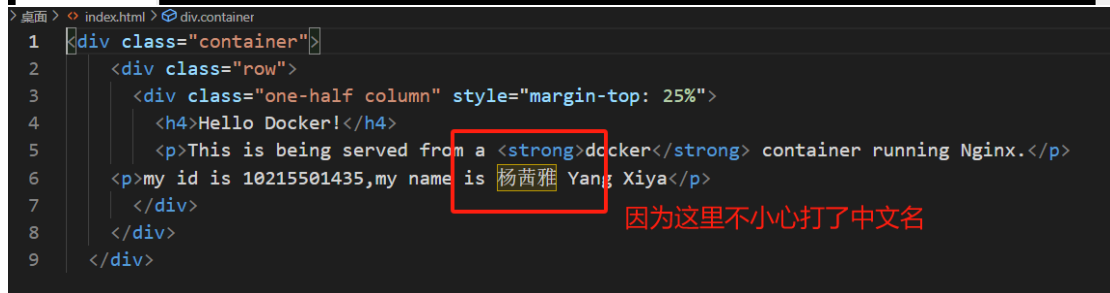 > 桌面 > index.html > div.container
1 <div class="container">
2 <div class="row">
3 <div class="one-half column" style="margin-top: 25%">
4 <h4>Hello Docker!</h4>
5 <p>This is being served from a <strong>docker</strong> container running Nginx.</p>
6 <p>my id is 10215501435,my name is 杨茜雅 Yang Xiya</p>
7 </div>
因为这里不小心打了中文名
8 </div>
9 </div>